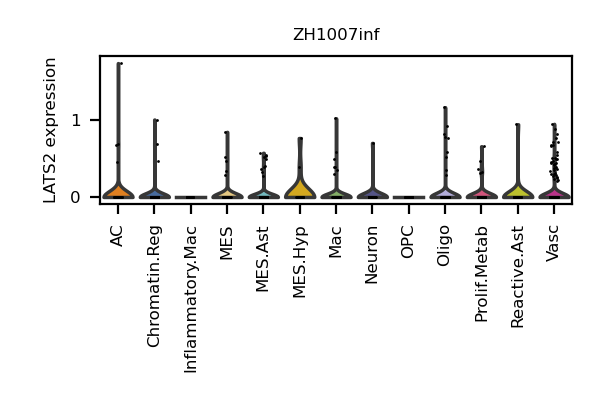 ZH1007inf
LATS2 expression
1
0
AC
Chromatin.Reg
Inflammatory.Mac
MES
MES.Ast
MES.Hyp
Mac
Neuron
OPC
Oligo
Prolif.Metab
Reactive.Ast
Vasc